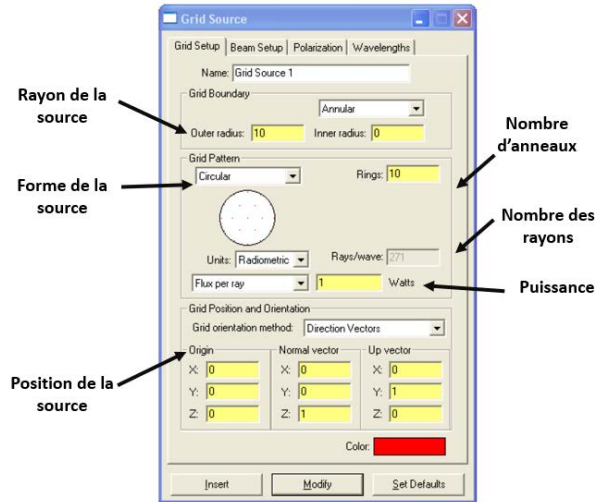 Grid Source
Grid Setup Beam Setup Polarization Wavelengths
Name: Grid Source 1
Grid Boundary
Annular
Outer radius: 10 Inner radius: 0
Grid Pattern
Circular Rings: 10
Units: Radiometric Rays/wave: 271
Flux per ray 1 Watts
Grid Position and Orientation
Grid orientation method: Direction Vectors
Origin Normal vector Up vector
X: 0 X: 0 X: 0
Y: 0 Y: 0 Y: 1
Z: 0 Z: 1 Z: 0
Color:
Insert Modify Set Defaults
Rayon de la
source
Forme de la
source
Position de la
source
Nombre
d'anneaux
Nombre des
rayons
Puissance